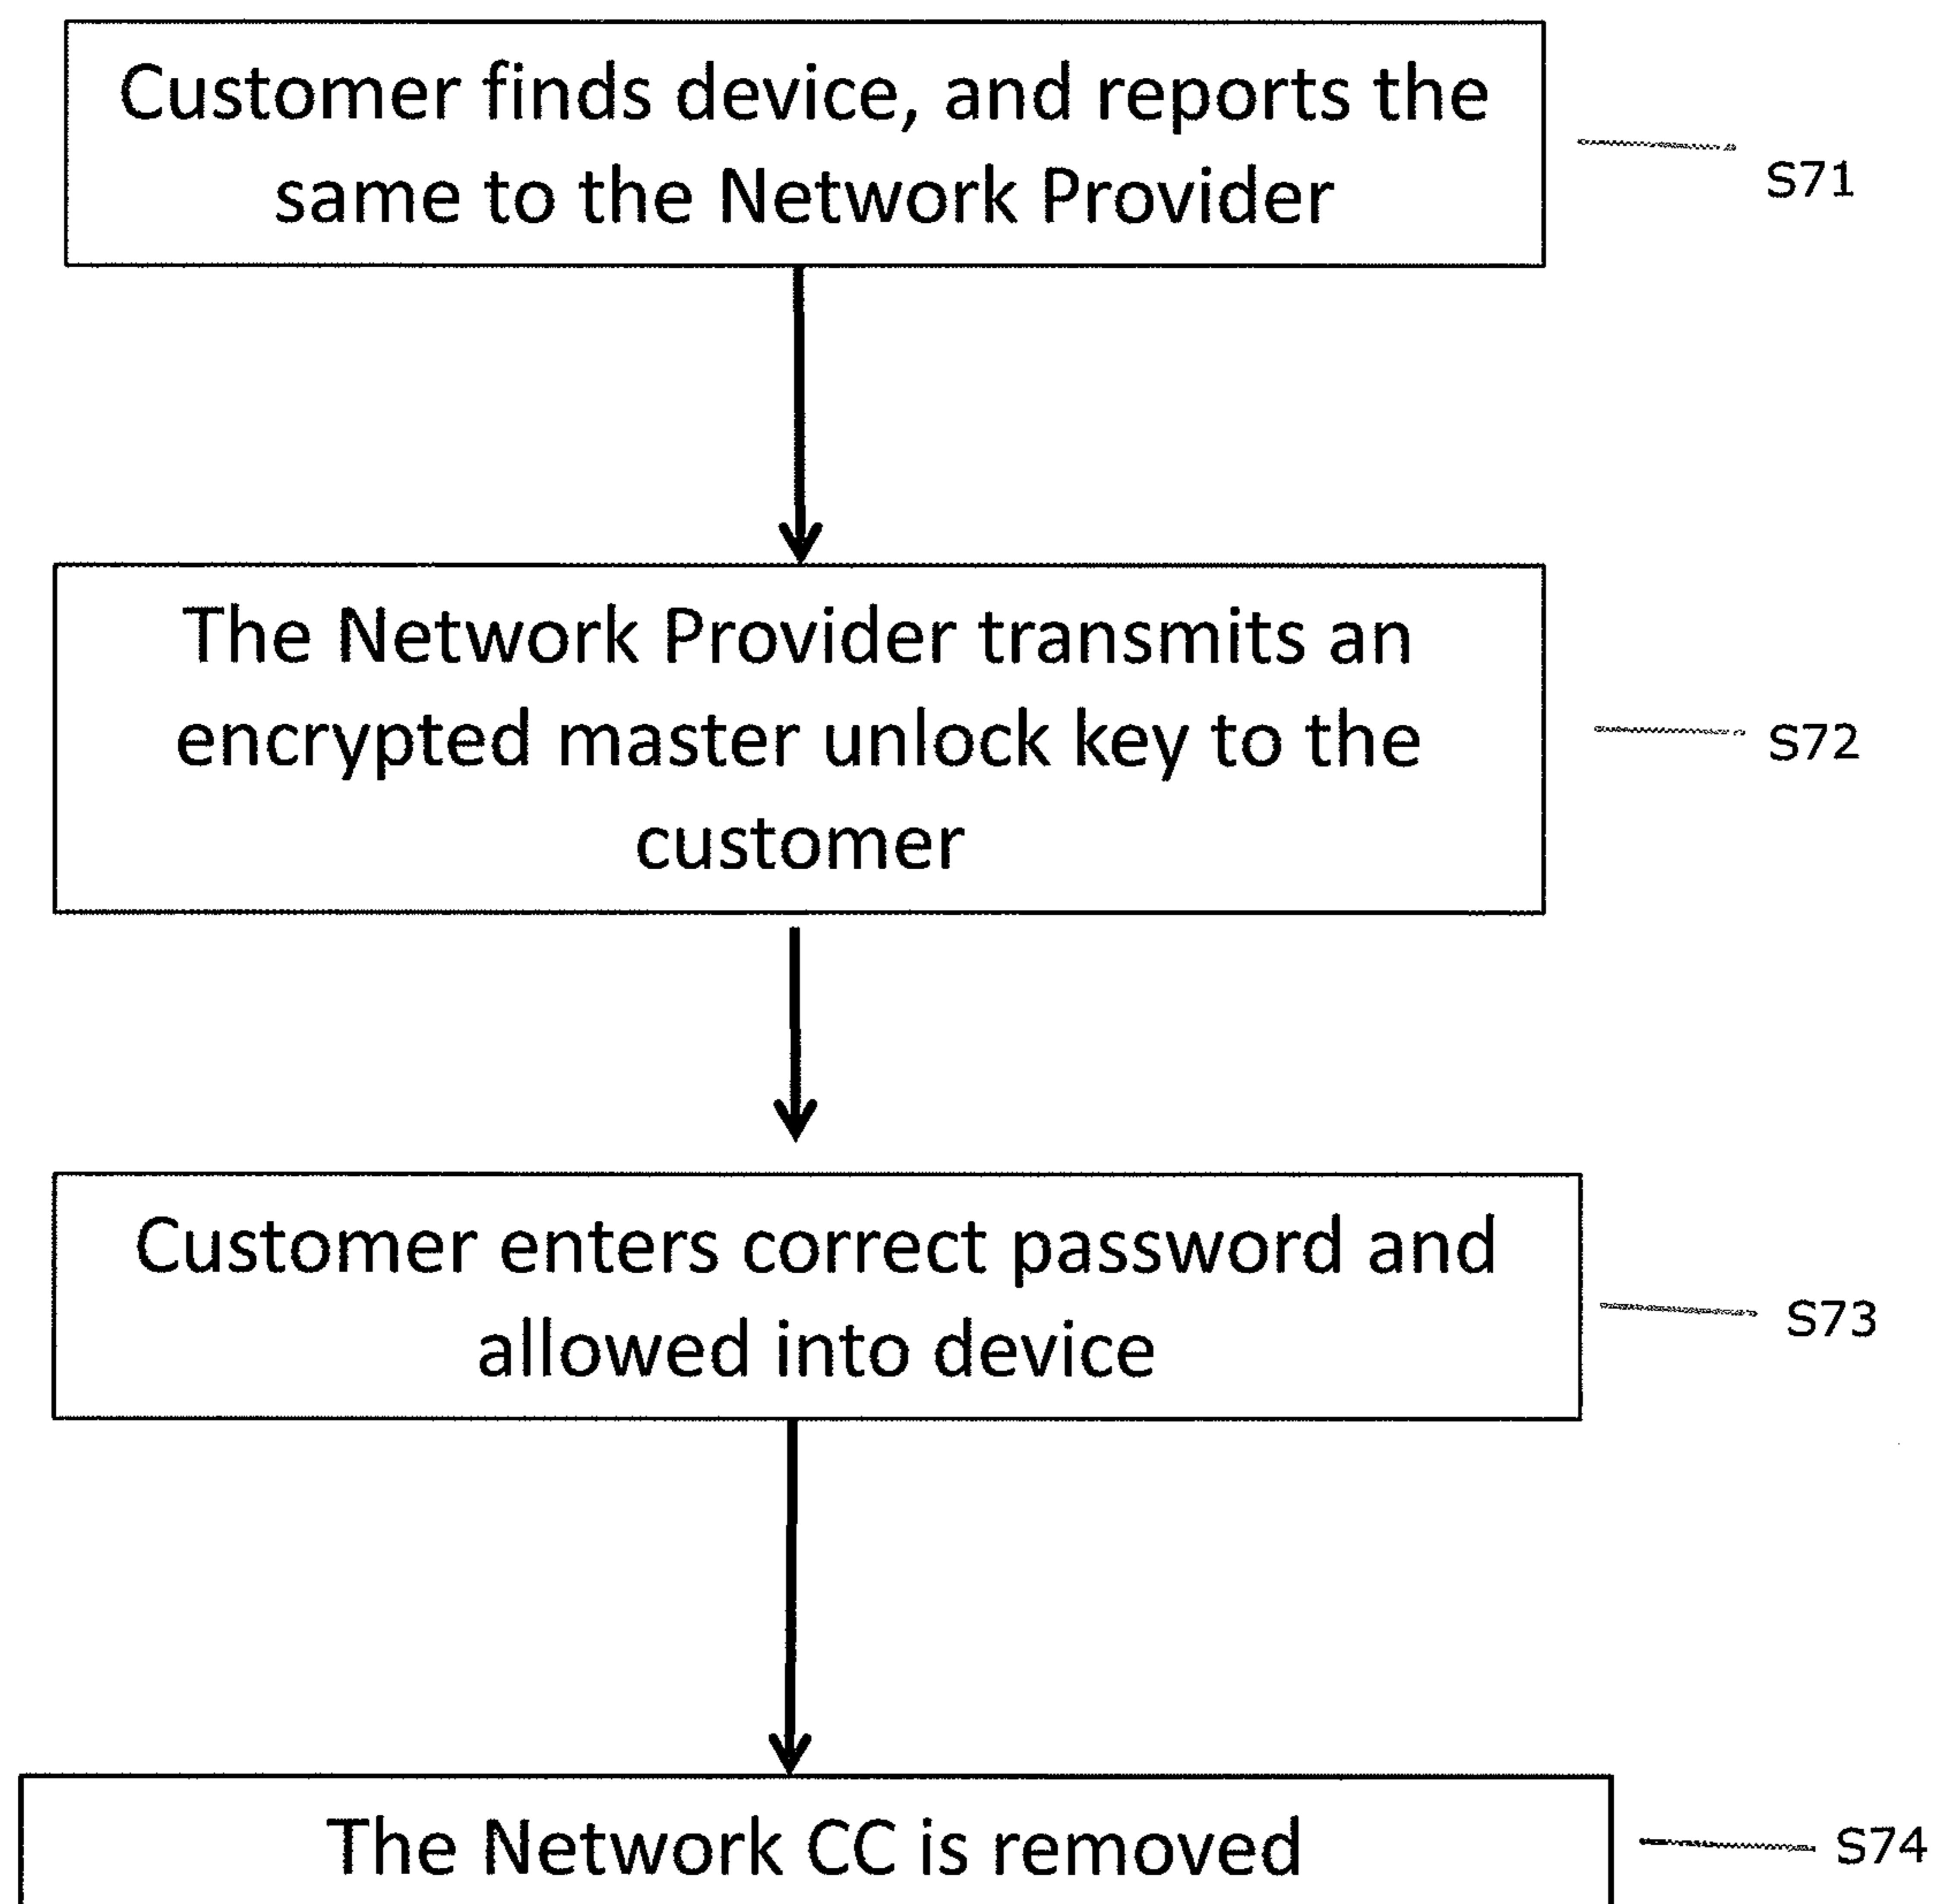 Customer finds device, and reports the
same to the Network Provider
S71
The Network Provider transmits an
encrypted master unlock key to the
customer
S72
Customer enters correct password and
allowed into device
S73
The Network CC is removed
S74